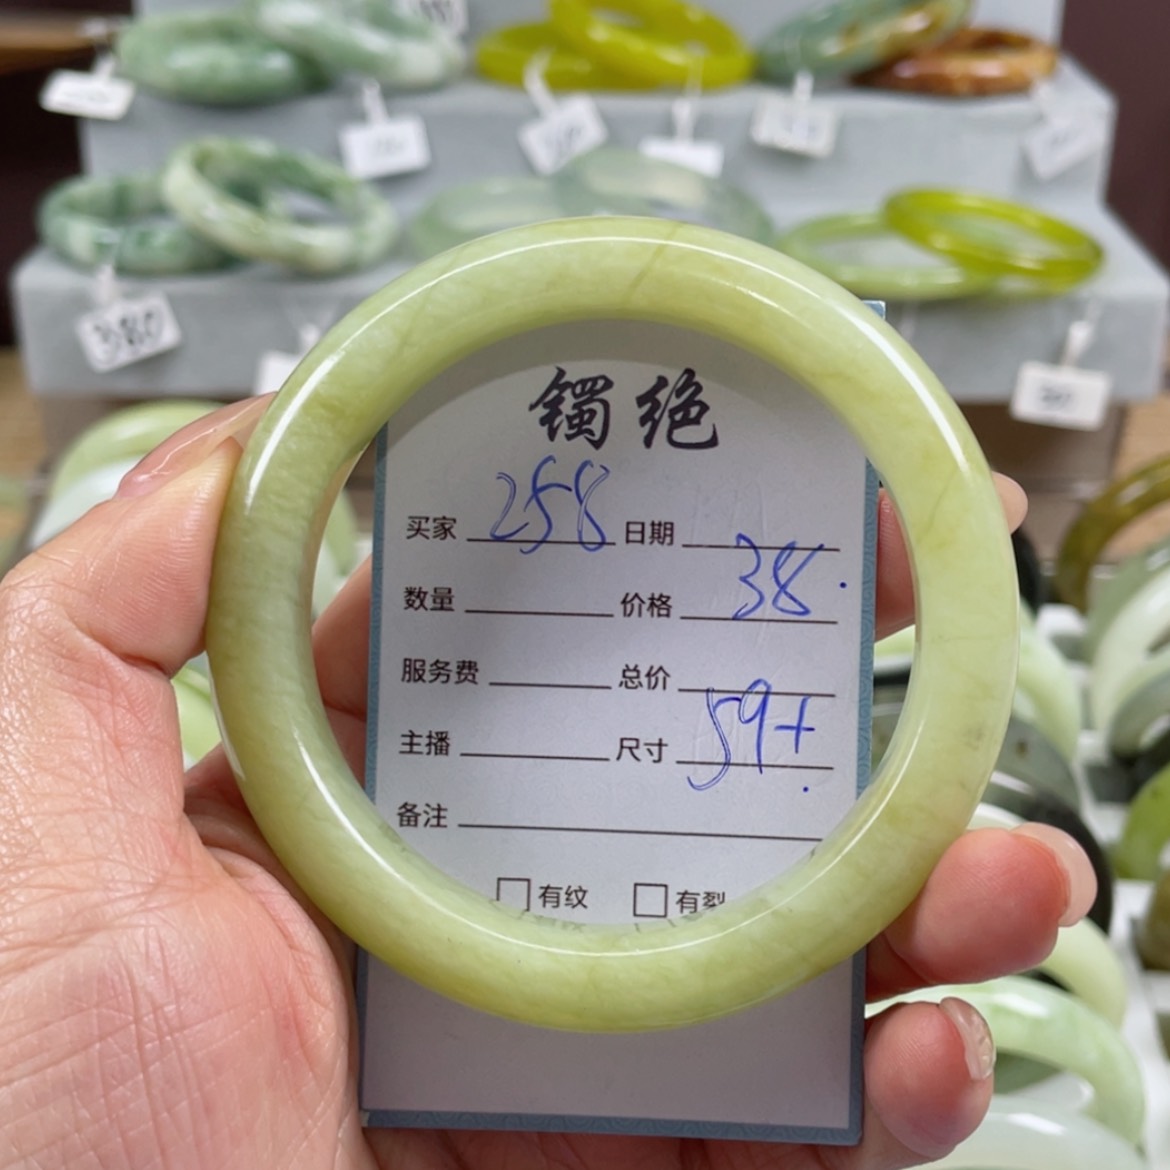 380
镯绝
买家 258 日期
数量 价格 38.
服务费 总价
主播 尺寸 59+.
备注
有纹 有裂